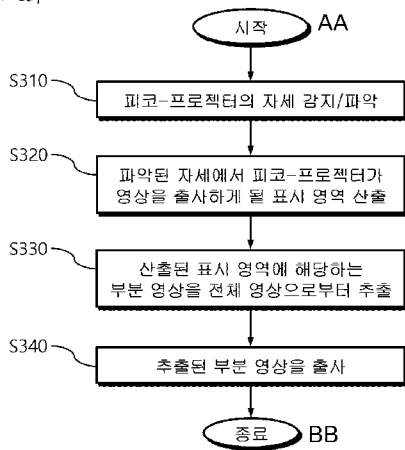 시작 AA
S310
피코-프로젝터의 자세 감지/파악
S320
파악된 자세에서 피코-프로젝터가
영상을 출사하게 될 표시 영역 산출
S330
산출된 표시 영역에 해당하는
부분 영상을 전체 영상으로부터 추출
S340
추출된 부분 영상을 출사
종료 BB